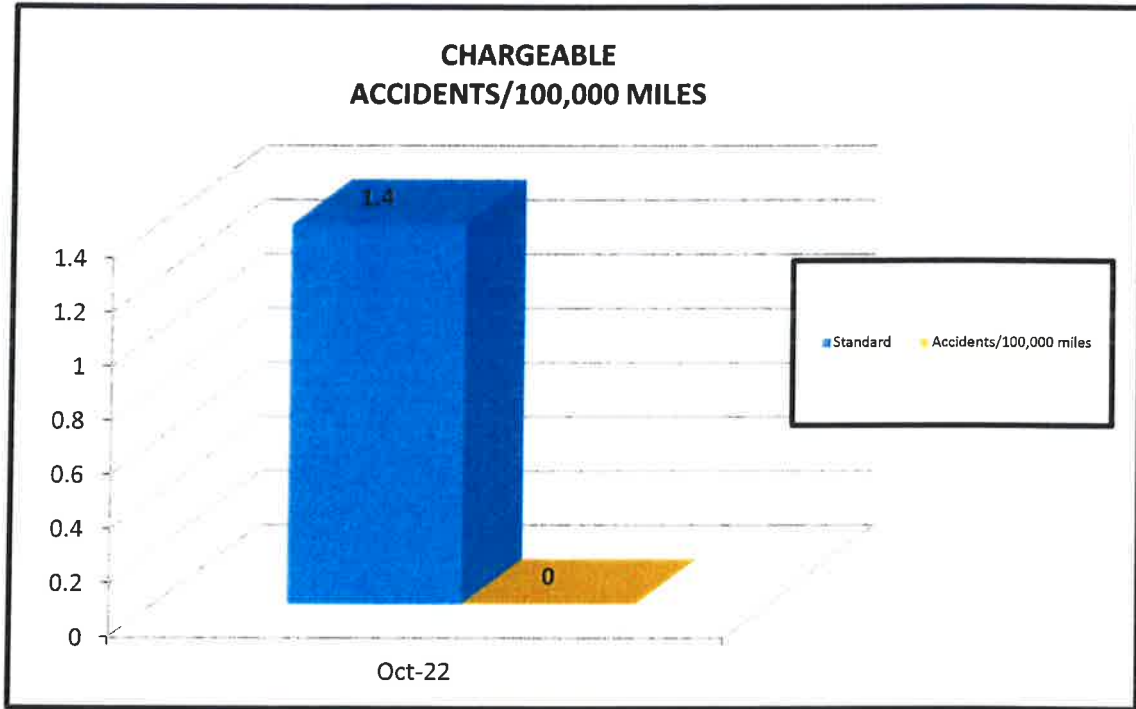 CHARGEABLE
ACCIDENTS/100,000 MILES
1.4
1.4
1.2
1
0.8
0.6
0.4
0.2
0
0
Oct-22
Standard Accidents/100,000 miles